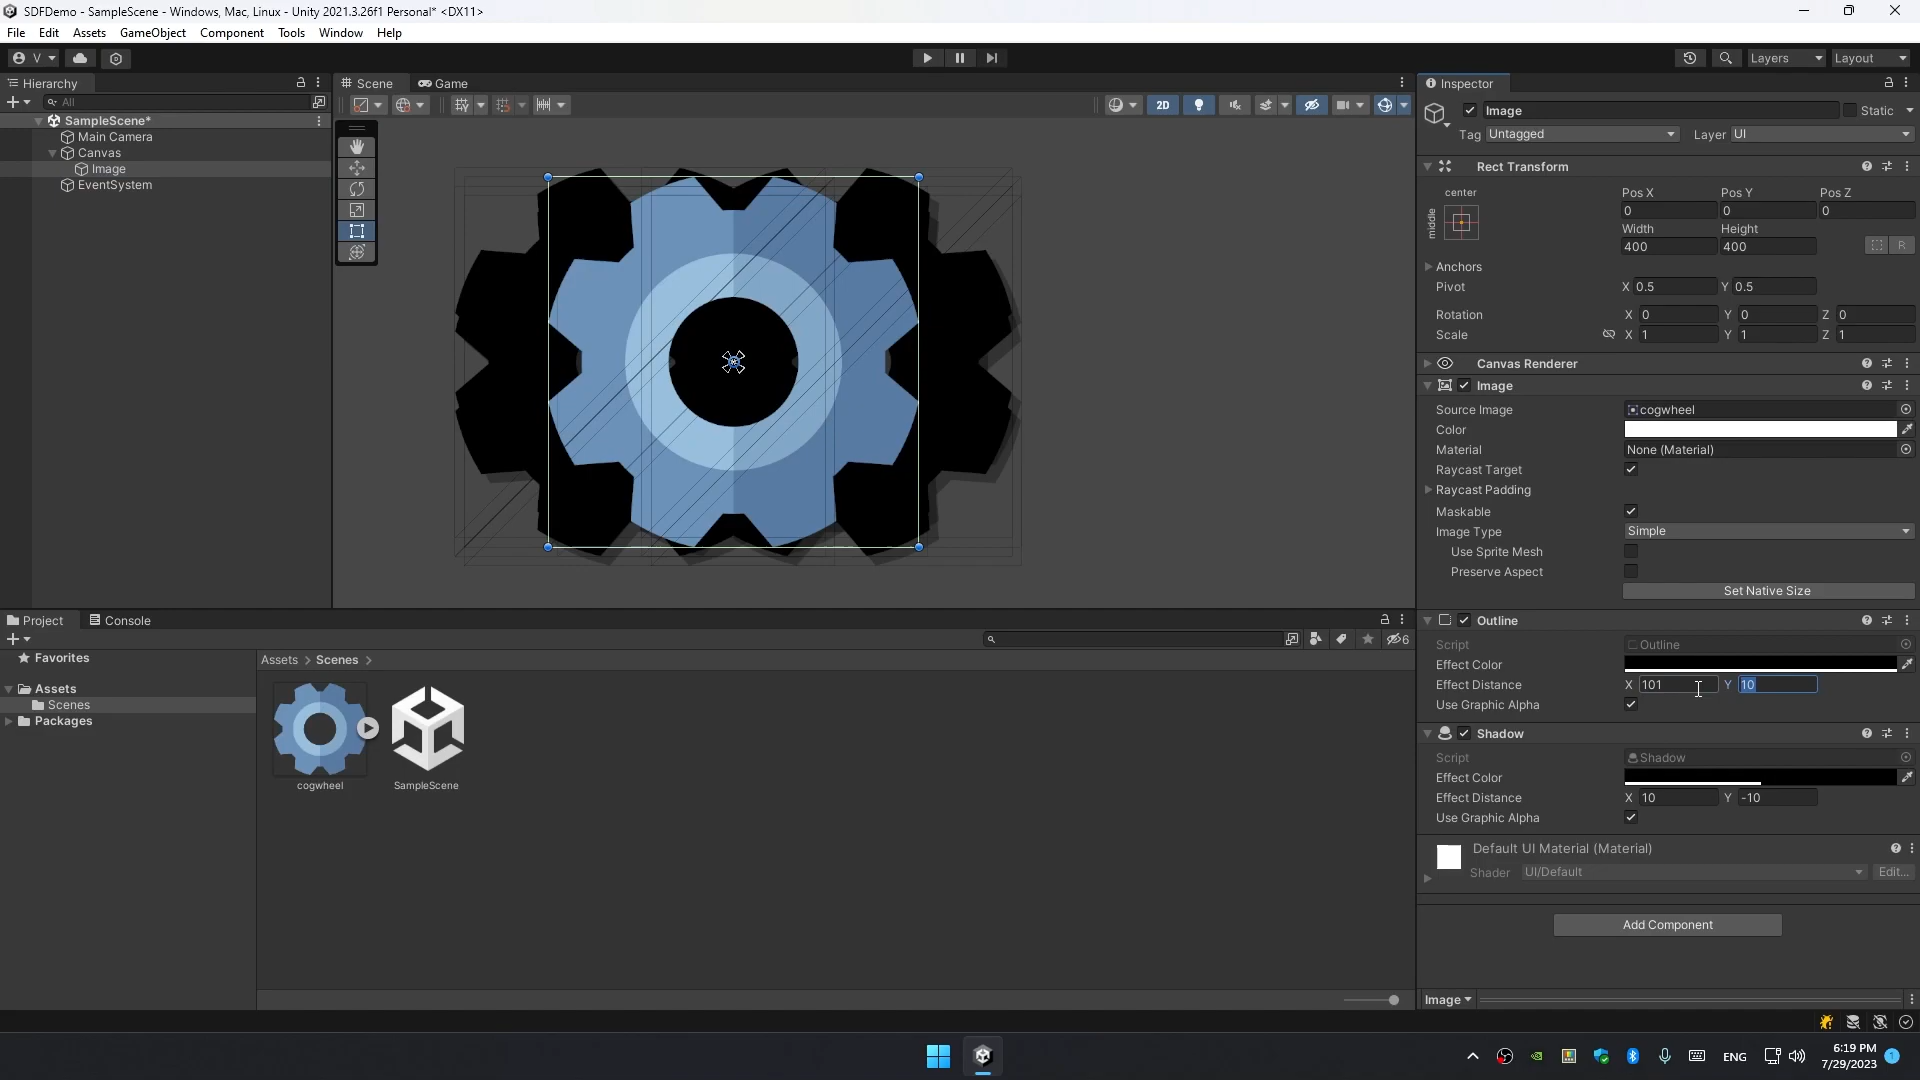 SDFDemo - SampleScene - Windows, Mac, Linux - Unity 2021.3.26f1 Personal* <DX11>
File Edit Assets GameObject Component Tools Window Help
V Layers Layout
Hierarchy
All
SampleScene*
Main Camera
Canvas
Image
EventSystem
Scene Game
2D
Inspector
Image Static
Tag Untagged Layer UI
Rect Transform
center
middle
Pos X Pos Y Pos Z
0 0 0
Width Height
400 400
R
Anchors
Pivot X 0.5 Y 0.5
Rotation X 0 Y 0 Z 0
Scale X 1 Y 1 Z 1
Canvas Renderer
Image
Source Image cogwheel
Color
Material None (Material)
Raycast Target
Raycast Padding
Maskable
Image Type Simple
Use Sprite Mesh
Preserve Aspect
Set Native Size
Outline
Script Outline
Effect Color
Effect Distance X 101 Y 10
Use Graphic Alpha
Shadow
Script Shadow
Effect Color
Effect Distance X 10 Y -10
Use Graphic Alpha
Default UI Material (Material)
Shader UI/Default Edit...
Add Component
Image
Project Console
6
Favorites
Assets
Scenes
Packages
Assets > Scenes >
cogwheel SampleScene
ENG
6:19 PM
7/29/2023
1